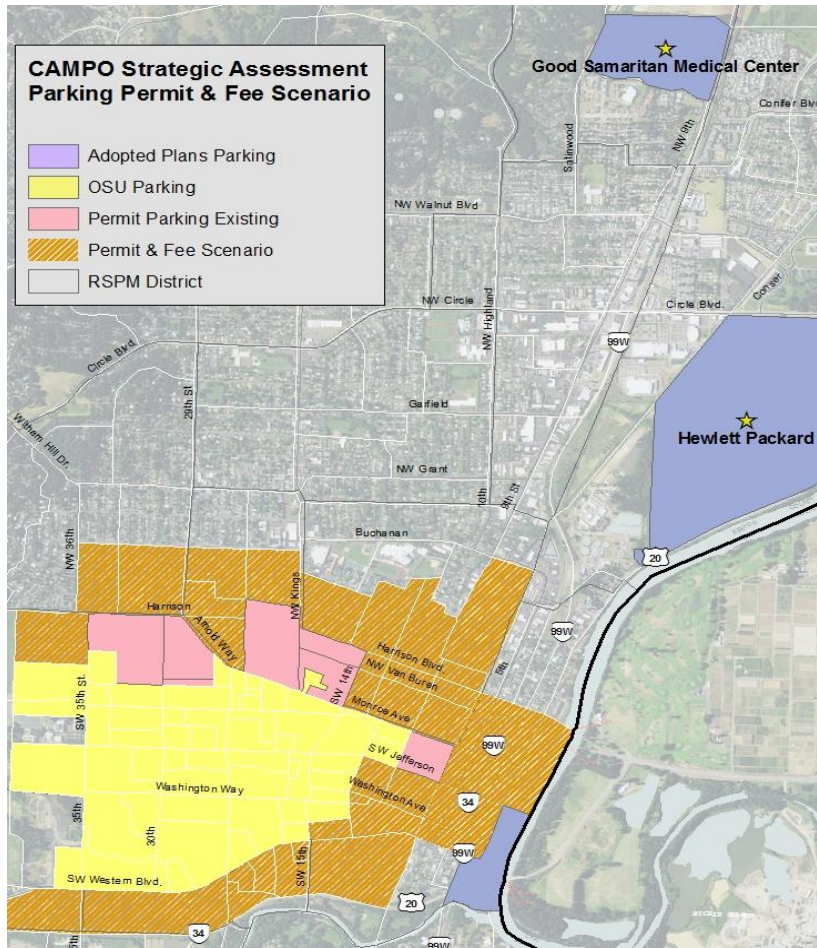 CAMPO Strategic Assessment
Parking Permit & Fee Scenario
Adopted Plans Parking
OSU Parking
Permit Parking Existing
Permit & Fee Scenario
RSPM District
Good Samaritan Medical Center
Conifer Blvd
NW 9th
Satinwood
NW Walnut Blvd
Conser
NW Circle
Circle Blvd.
NW Highland
99W
Circle Blvd.
29th St
Garfield
Hewlett Packard
Witham Hill Dr.
NW Grant
10th
9th St
Buchanan
20
NW 36th
NW Kings
Harrison
Arnold Way
99W
Harrison Blvd.
NW Van Buren
5th
SW 14th
SW 35th St.
Monroe Ave
99W
SW Jefferson
Washington Way
Washington Ave
34
35th
30th
99W
SW 15th
SW Western Blvd.
20
34
99W